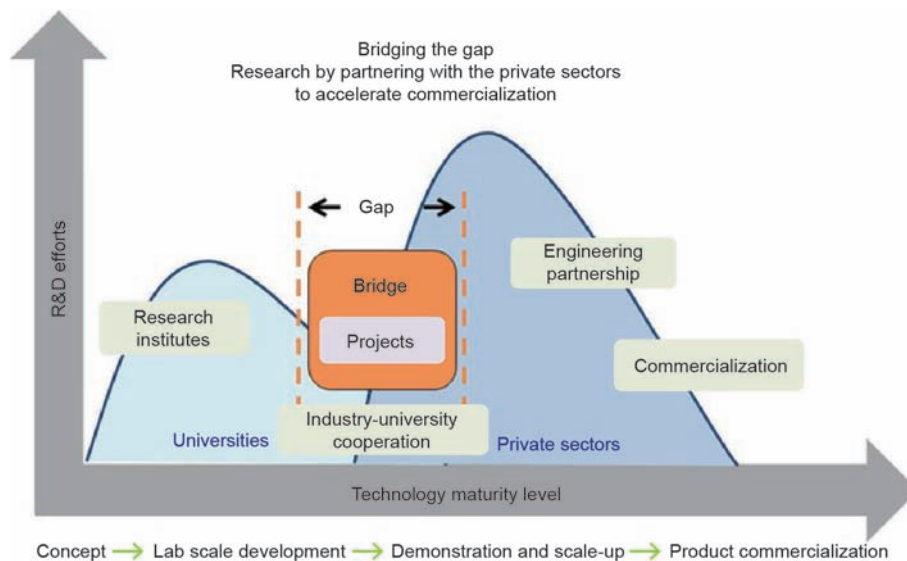 Bridging the gap
Research by partnering with the private sectors
to accelerate commercialization
R&D efforts
Gap
Engineering
partnership
Bridge
Research
institutes
Projects
Commercialization
Industry-university
cooperation
Universities
Private sectors
Technology maturity level
Concept → Lab scale development → Demonstration and scale-up → Product commercialization